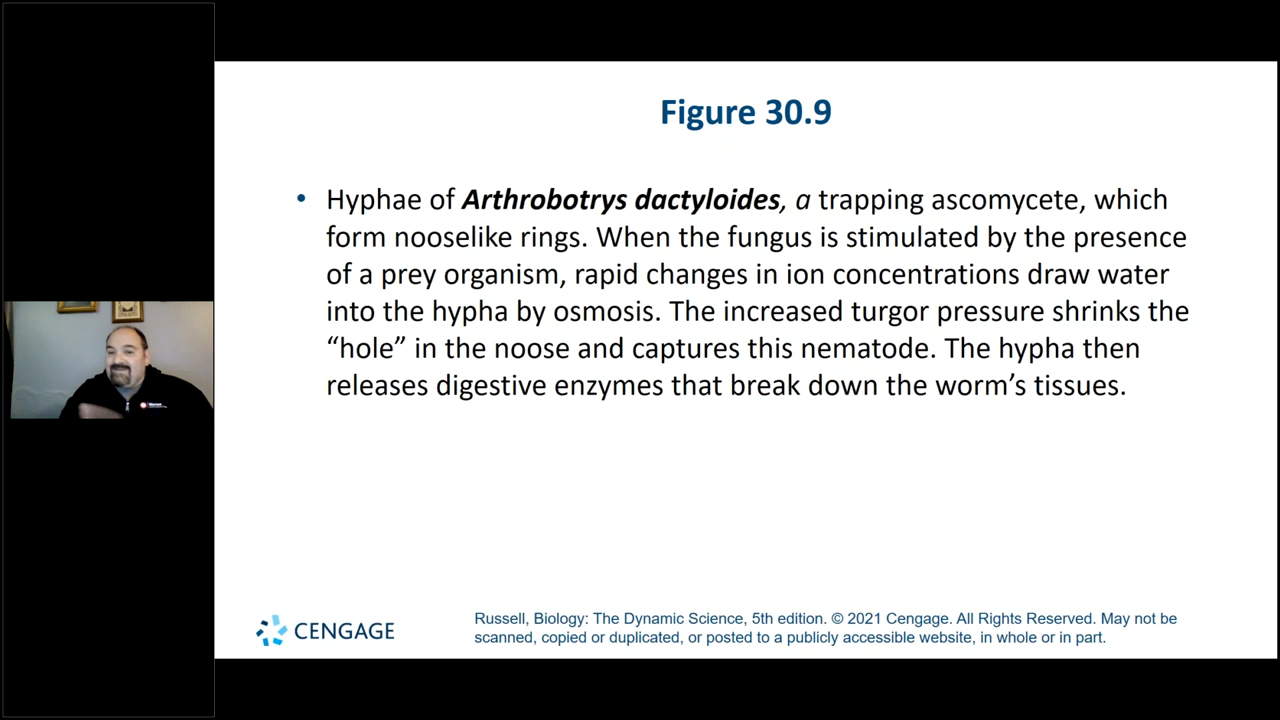 Figure 30.9
• Hyphae of Arthrobotrys dactyloides, a trapping ascomycete, which
form nooselike rings. When the fungus is stimulated by the presence
of a prey organism, rapid changes in ion concentrations draw water
into the hypha by osmosis. The increased turgor pressure shrinks the
“hole” in the noose and captures this nematode. The hypha then
releases digestive enzymes that break down the worm’s tissues.
CENGAGE
Russell, Biology: The Dynamic Science, 5th edition. © 2021 Cengage. All Rights Reserved. May not be
scanned, copied or duplicated, or posted to a publicly accessible website, in whole or in part.